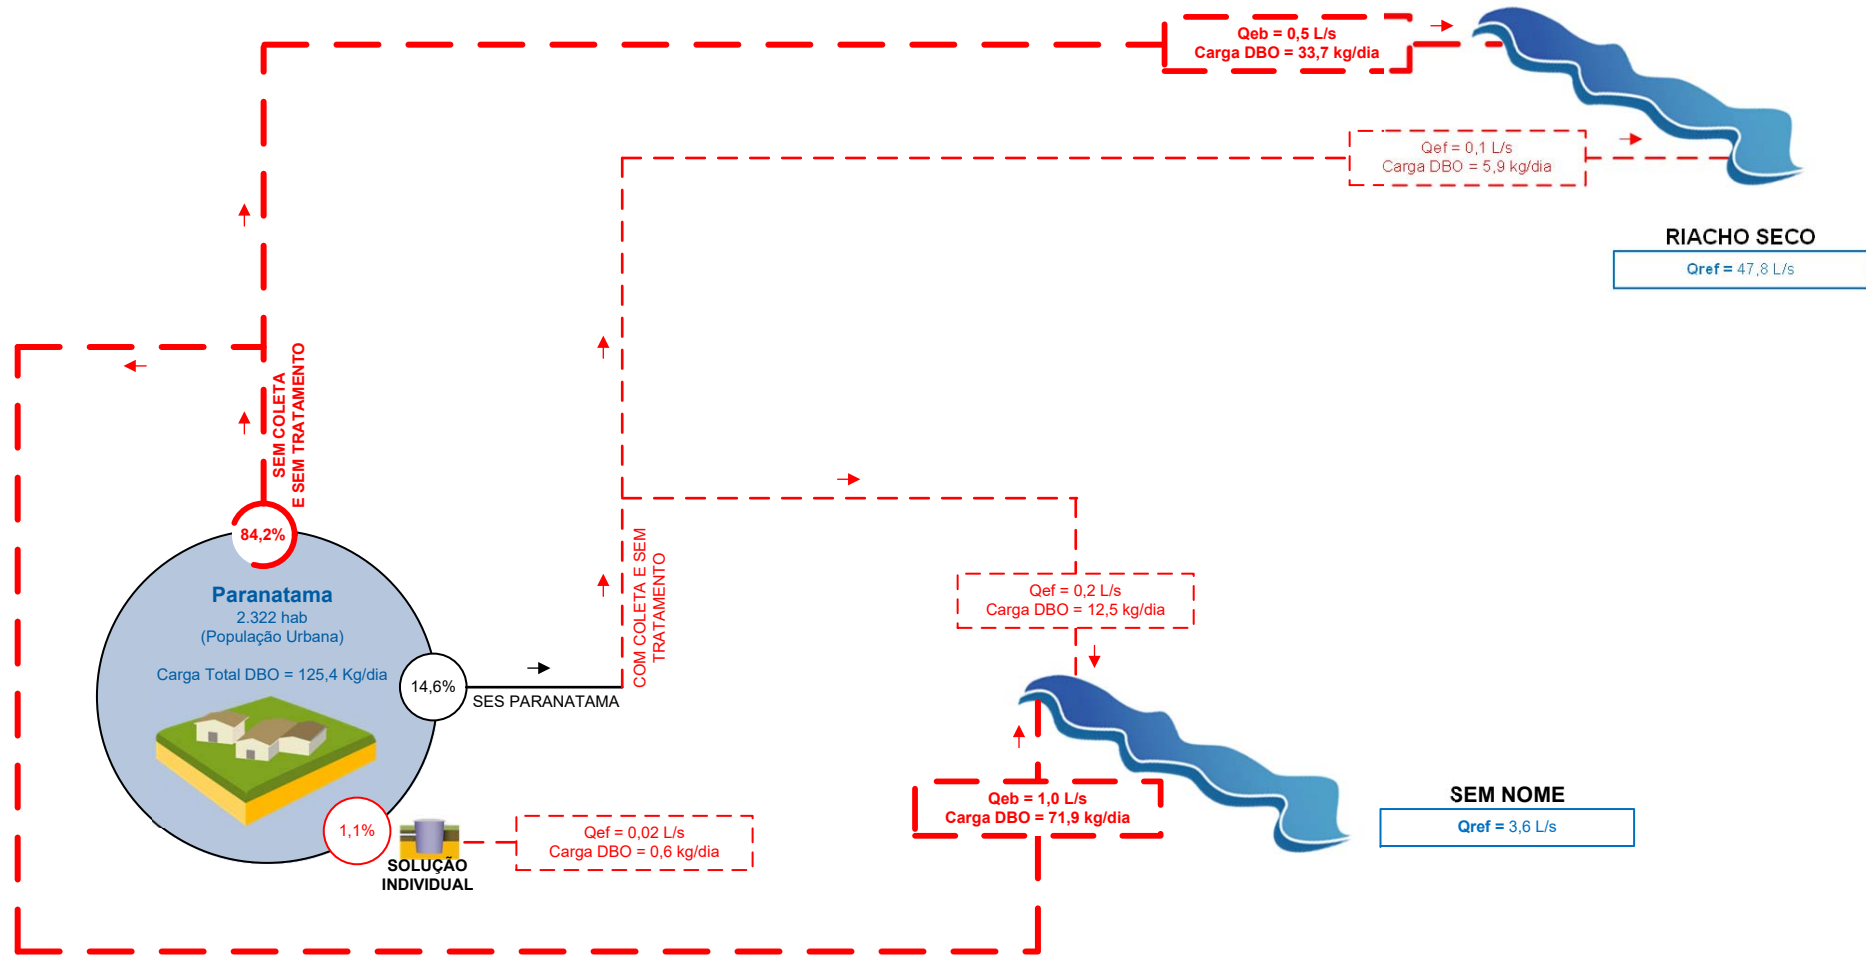 Qeb = 0,5 L/s
Carga DBO = 33,7 kg/dia
Qef = 0,1 L/s
Carga DBO = 5,9 kg/dia
RIACHO SECO
Qref = 47,8 L/s
SEM COLETA
E SEM TRATAMENTO
84,2%
Paranatama
2.322 hab
(População Urbana)
Carga Total DBO = 125,4 Kg/dia
14,6%
SES PARANATAMA
COM COLETA E SEM
TRATAMENTO
Qef = 0,2 L/s
Carga DBO = 12,5 kg/dia
Qeb = 1,0 L/s
Carga DBO = 71,9 kg/dia
SEM NOME
Qref = 3,6 L/s
1,1%
SOLUÇÃO
INDIVIDUAL
Qef = 0,02 L/s
Carga DBO = 0,6 kg/dia